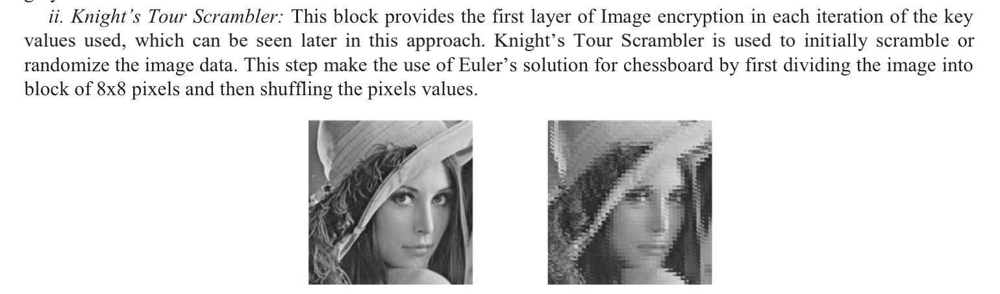 ii. Knight’s Tour Scrambler: This block provides the first layer of Image encryption in each iteration of the key
values used, which can be seen later in this approach. Knight’s Tour Scrambler is used to initially scramble or
randomize the image data. This step make the use of Euler’s solution for chessboard by first dividing the image into
block of 8x8 pixels and then shuffling the pixels values.